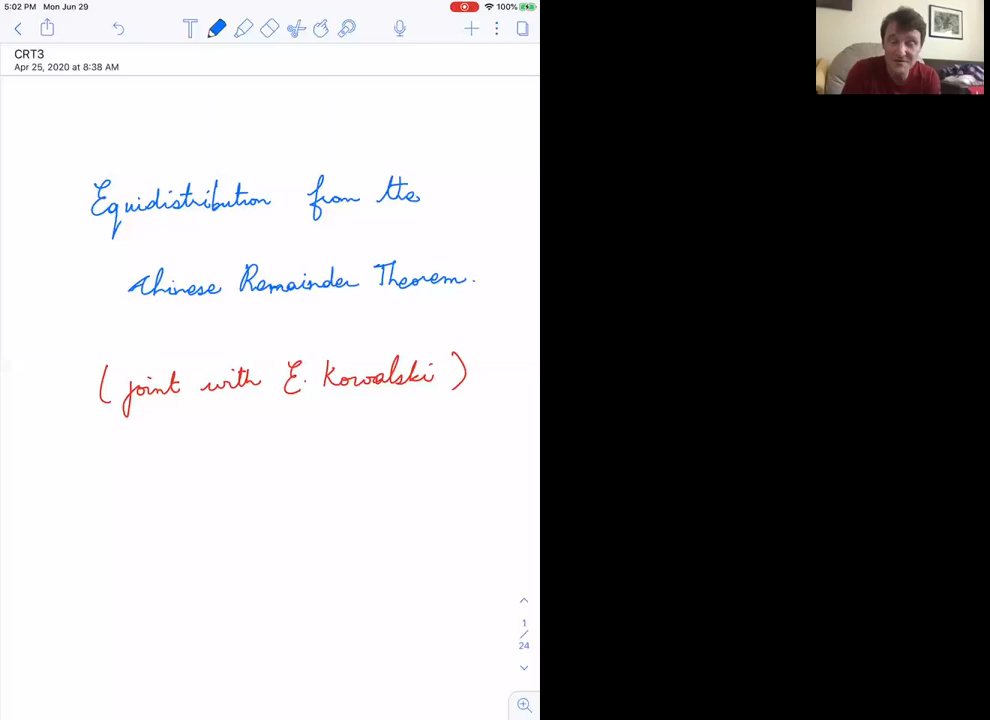 5:02 PM Mon Jun 29
100%
CRT3
Apr 25, 2020 at 8:38 AM
Equidistribution from the
Chinese Remainder Theorem.
(joint with E. Kowalski)
1
/
24